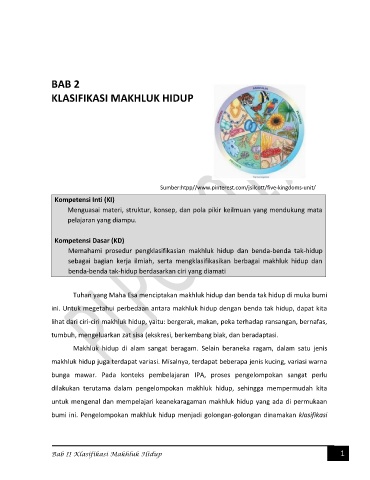 BAB 2
KLASIFIKASI MAKHLUK HIDUP
Sumber:htpp//www.pinterest.com/jsilcott/five-kingdoms-unit/
Kompetensi Inti (KI)
Menguasai materi, struktur, konsep, dan pola pikir keilmuan yang mendukung mata
pelajaran yang diampu.
Kompetensi Dasar (KD)
Memahami prosedur pengklasifikasian makhluk hidup dan benda-benda tak-hidup
sebagai bagian kerja ilmiah, serta mengklasifikasikan berbagai makhluk hidup dan
benda-benda tak-hidup berdasarkan ciri yang diamati
Tuhan yang Maha Esa menciptakan makhluk hidup dan benda tak hidup di muka bumi
ini. Untuk megetahui perbedaan antara makhluk hidup dengan benda tak hidup, dapat kita
lihat dari ciri-ciri makhluk hidup, yaitu: bergerak, makan, peka terhadap ransangan, bernafas,
tumbuh, mengeluarkan zat sisa (ekskresi, berkembang biak, dan beradaptasi.
Makhluk hidup di alam sangat beragam. Selain beraneka ragam, dalam satu jenis
makhluk hidup juga terdapat variasi. Misalnya, terdapat beberapa jenis kucing, variasi warna
bunga mawar. Pada konteks pembelajaran IPA, proses pengelompokan sangat perlu
dilakukan terutama dalam pengelompokan makhluk hidup, sehingga mempermudah kita
untuk mengenal dan mempelajari keanekaragaman makhluk hidup yang ada di permukaan
bumi ini. Pengelompokan makhluk hidup menjadi golongan-golongan dinamakan klasifikasi
Bab II Klasifikasi Makhluk Hidup 1